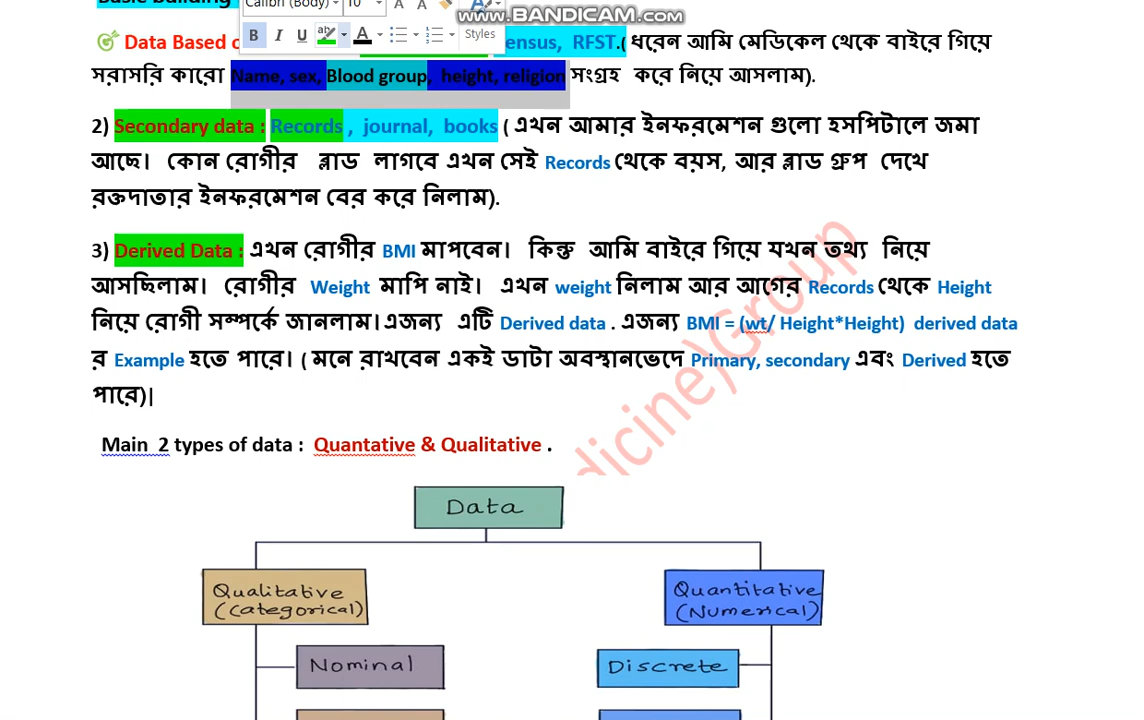 Basic building
Calibri (Body) 10 A A
www.BANDICAM.com
B I U ab A Styles
Data Based ensus, RFST.( ধরেন আমি মেডিকেল থেকে বাইরে গিয়ে
সরাসরি কারো Name, sex, Blood group, height, religion সংগ্রহ করে নিয়ে আসলাম).
2) Secondary data : Records , journal, books ( এখন আমার ইনফরমেশন গুলো হসপিটালে জমা
আছে। কোন রোগীর ব্লাড লাগবে এখন সেই Records থেকে বয়স, আর ব্লাড গ্রুপ দেখে
রক্তদাতার ইনফরমেশন বের করে নিলাম).
3) Derived Data : এখন রোগীর BMI মাপবেন। কিন্তু আমি বাইরে গিয়ে যখন তথ্য নিয়ে
আসছিলাম। রোগীর Weight মাপি নাই। এখন weight নিলাম আর আগের Records থেকে Height
নিয়ে রোগী সম্পর্কে জানলাম।এজন্য এটি Derived data . এজন্য BMI = (wt/ Height*Height) derived data
র Example হতে পারে। ( মনে রাখবেন একই ডাটা অবস্থানভেদে Primary, secondary এবং Derived হতে
পারে)|
dicine)Group
Main 2 types of data : Quantative & Qualitative .
Data
Qualitative
(Categorical)
Quantitative
(Numerical)
Nominal
Discrete